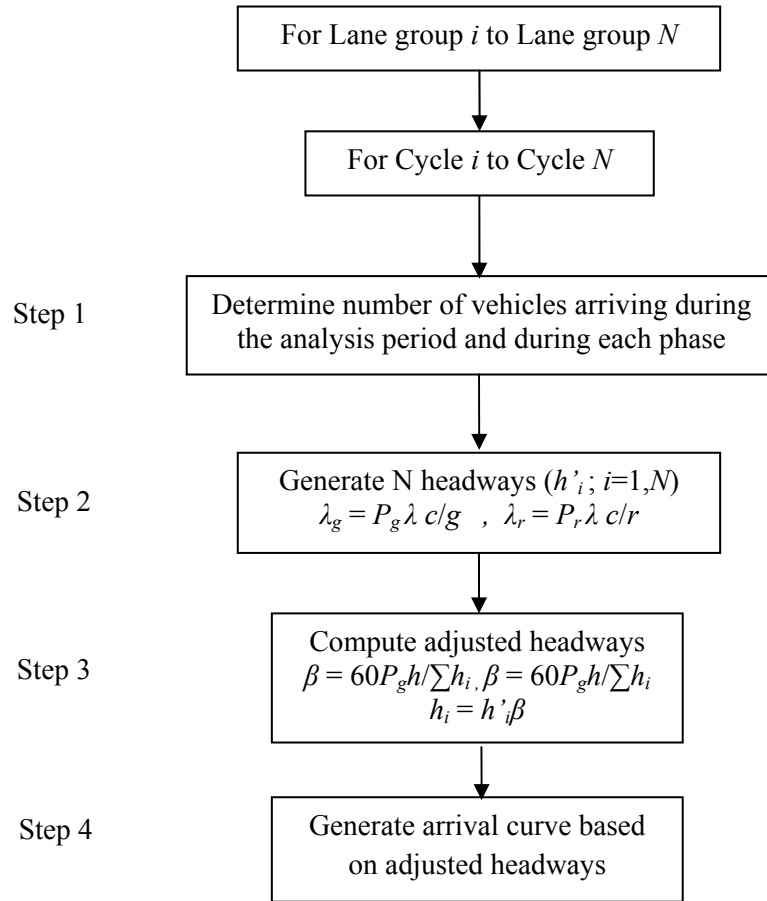 For Lane group i to Lane group N
For Cycle i to Cycle N
Step 1
Determine number of vehicles arriving during
the analysis period and during each phase
Step 2
Generate N headways (h’i ; i=1,N)
λg = Pg λ c/g , λr = Pr λ c/r
Step 3
Compute adjusted headways
β = 60Pgh/∑hi , β = 60Pgh/∑hi
hi = h’iβ
Step 4
Generate arrival curve based
on adjusted headways